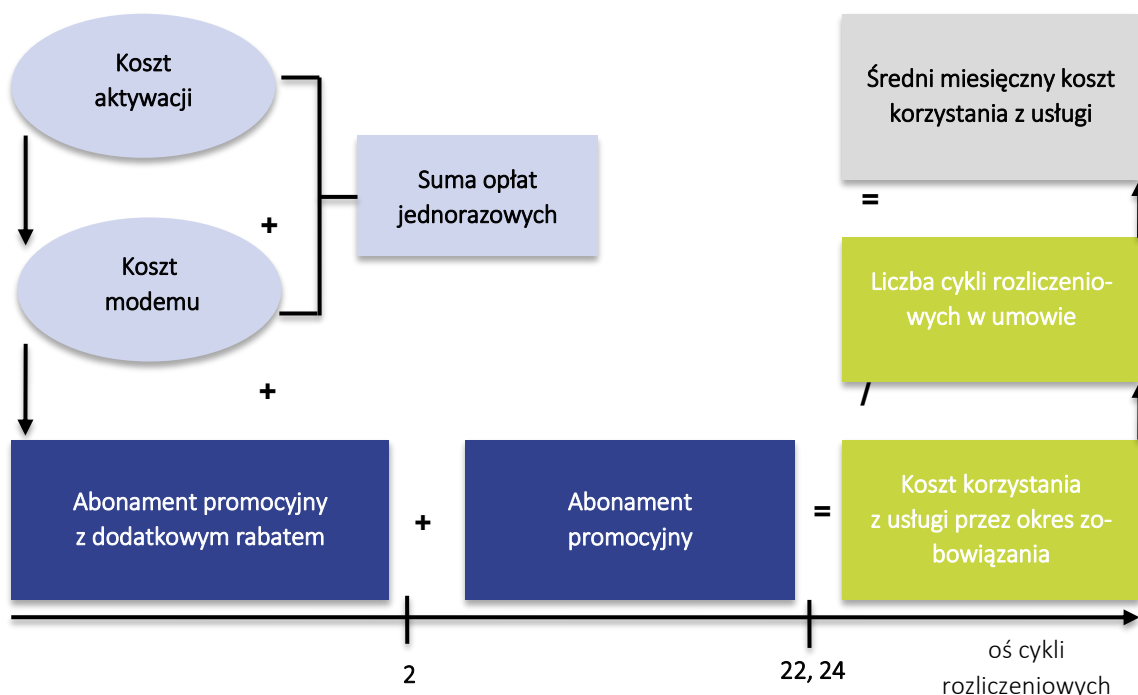 Koszt
aktywacji
Suma opłat
jednorazowych
+
Koszt
modemu
+
Abonament promocyjny
z dodatkowym rabatem
+
Abonament
promocyjny
=
Koszt korzystania
z usługi przez okres zo-
bowiązania
/
Liczba cykli rozliczenio-
wych w umowie
=
Średni miesięczny koszt
korzystania z usługi
2
22, 24
oś cykli
rozliczeniowych